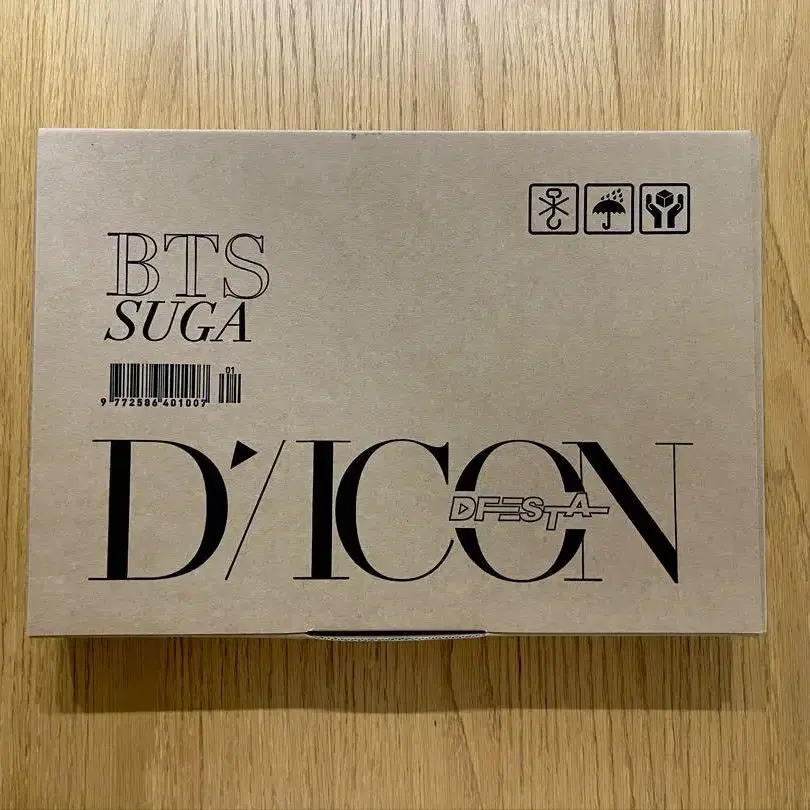 BTS
SUGA
01
9 772586 401007
D'/ICON
DFESTA